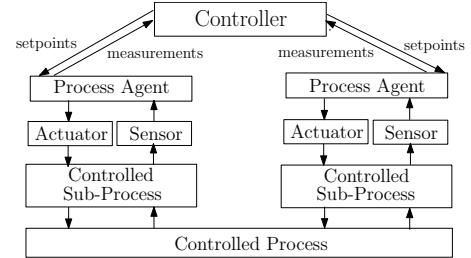 Controller
setpoints
measurements
measurements
setpoints
Process Agent
Process Agent
Actuator
Sensor
Actuator
Sensor
Controlled
Sub-Process
Controlled
Sub-Process
Controlled Process